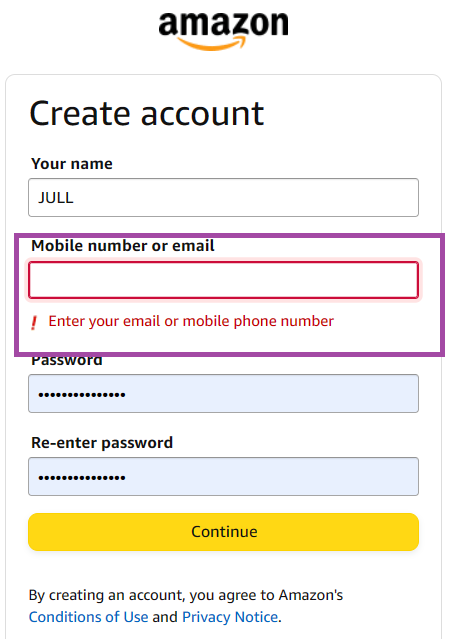 amazon
Create account
Your name
JULL
Mobile number or email
! Enter your email or mobile phone number
Password
•••••••••••••••
Re-enter password
•••••••••••••••
Continue
By creating an account, you agree to Amazon's
Conditions of Use and Privacy Notice.